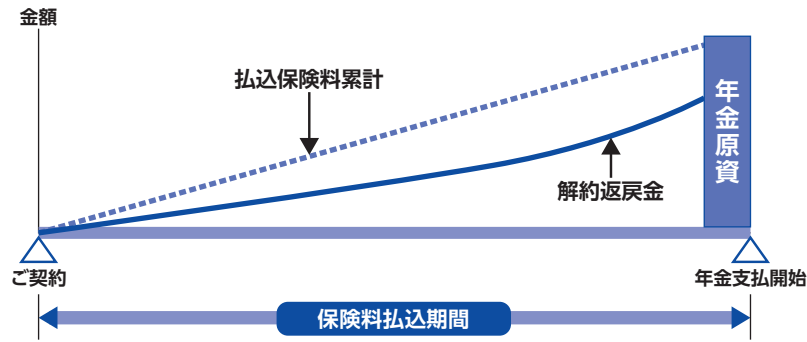 金額
払込保険料累計
年金原資
解約返戻金
ご契約
年金支払開始
保険料払込期間